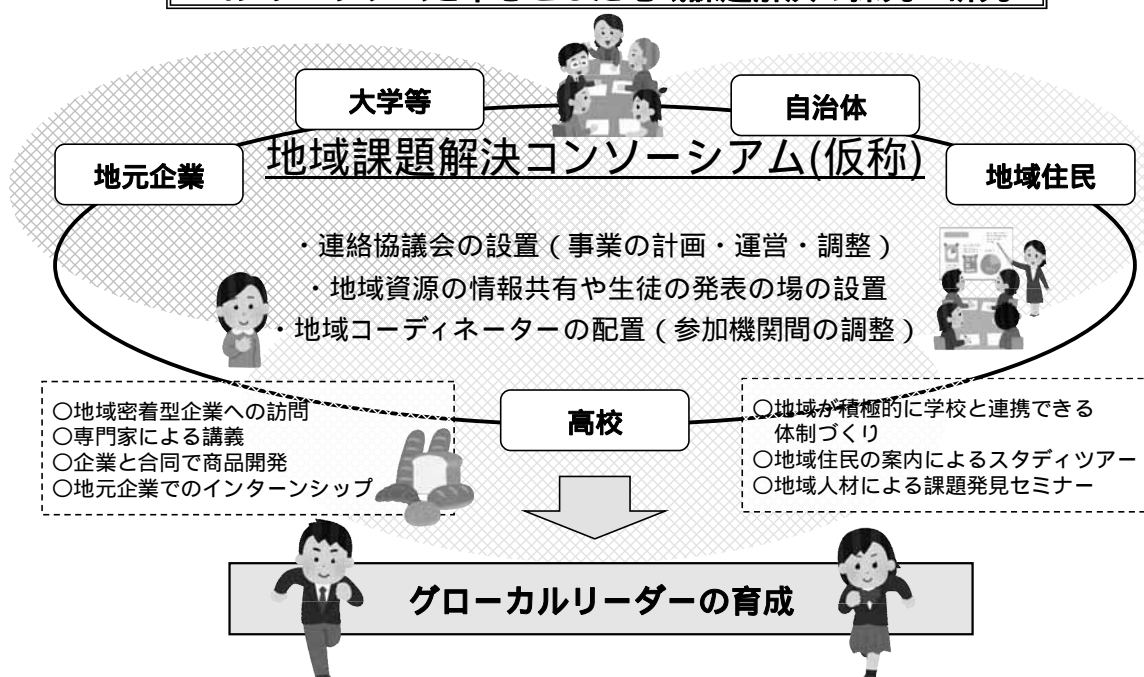 大学等
自治体
地域課題解決コンソーシアム(仮称)
地元企業
地域住民
・連絡協議会の設置(事業の計画・運営・調整)
・地域資源の情報共有や生徒の発表の場の設置
・地域コーディネーターの配置(参加機関間の調整)
〇地域密着型企業への訪問
〇専門家による講義
〇企業と合同で商品開発
〇地元企業でのインターンシップ
高校
〇地域が積極的に学校と連携できる
体制づくり
〇地域住民の案内によるスタディツアー
〇地域人材による課題発見セミナー
グローカルリーダーの育成